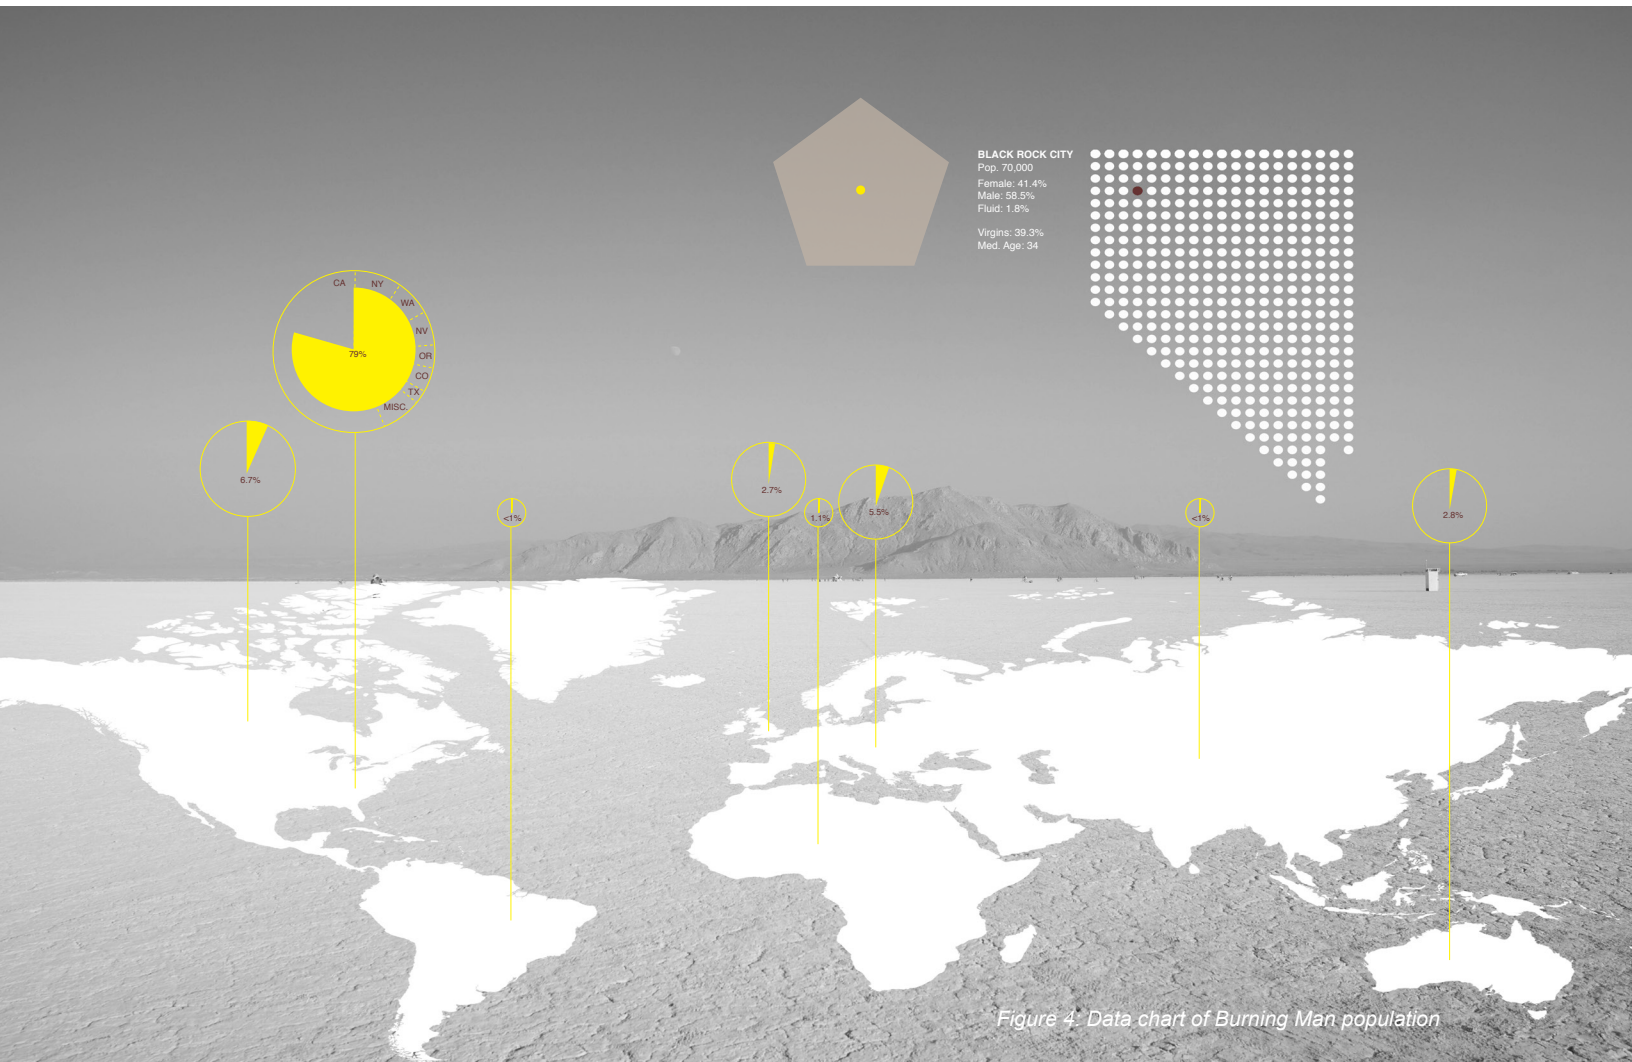 BLACK ROCK CITY
Pop. 70,000
Female: 41.4%
Male: 58.5%
Fluid: 1.8%
Virgins: 39.3%
Med. Age: 34
CA
NY
WA
NV
OR
CO
TX
MISC.
79%
6.7%
<1%
2.7%
1.1%
5.5%
<1%
2.8%
Figure 4: Data chart of Burning Man population